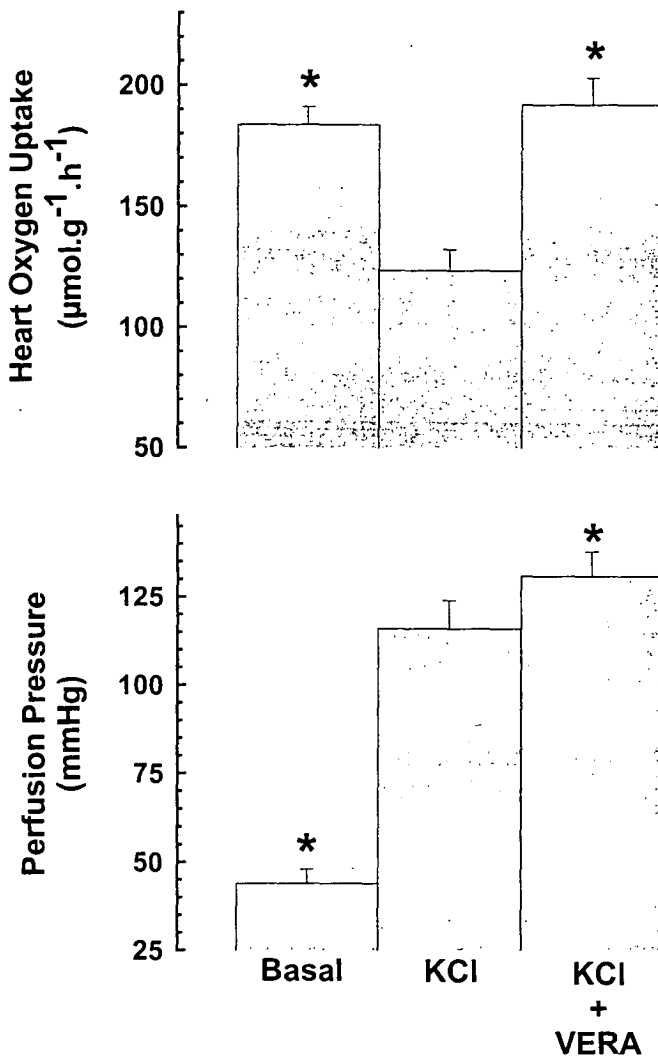 Heart Oxygen Uptake
(µmol.g⁻¹.h⁻¹)
200
150
100
50
*
*
Perfusion Pressure
(mmHg)
125
100
75
50
25
*
*
Basal
KCl
KCl
+
VERA